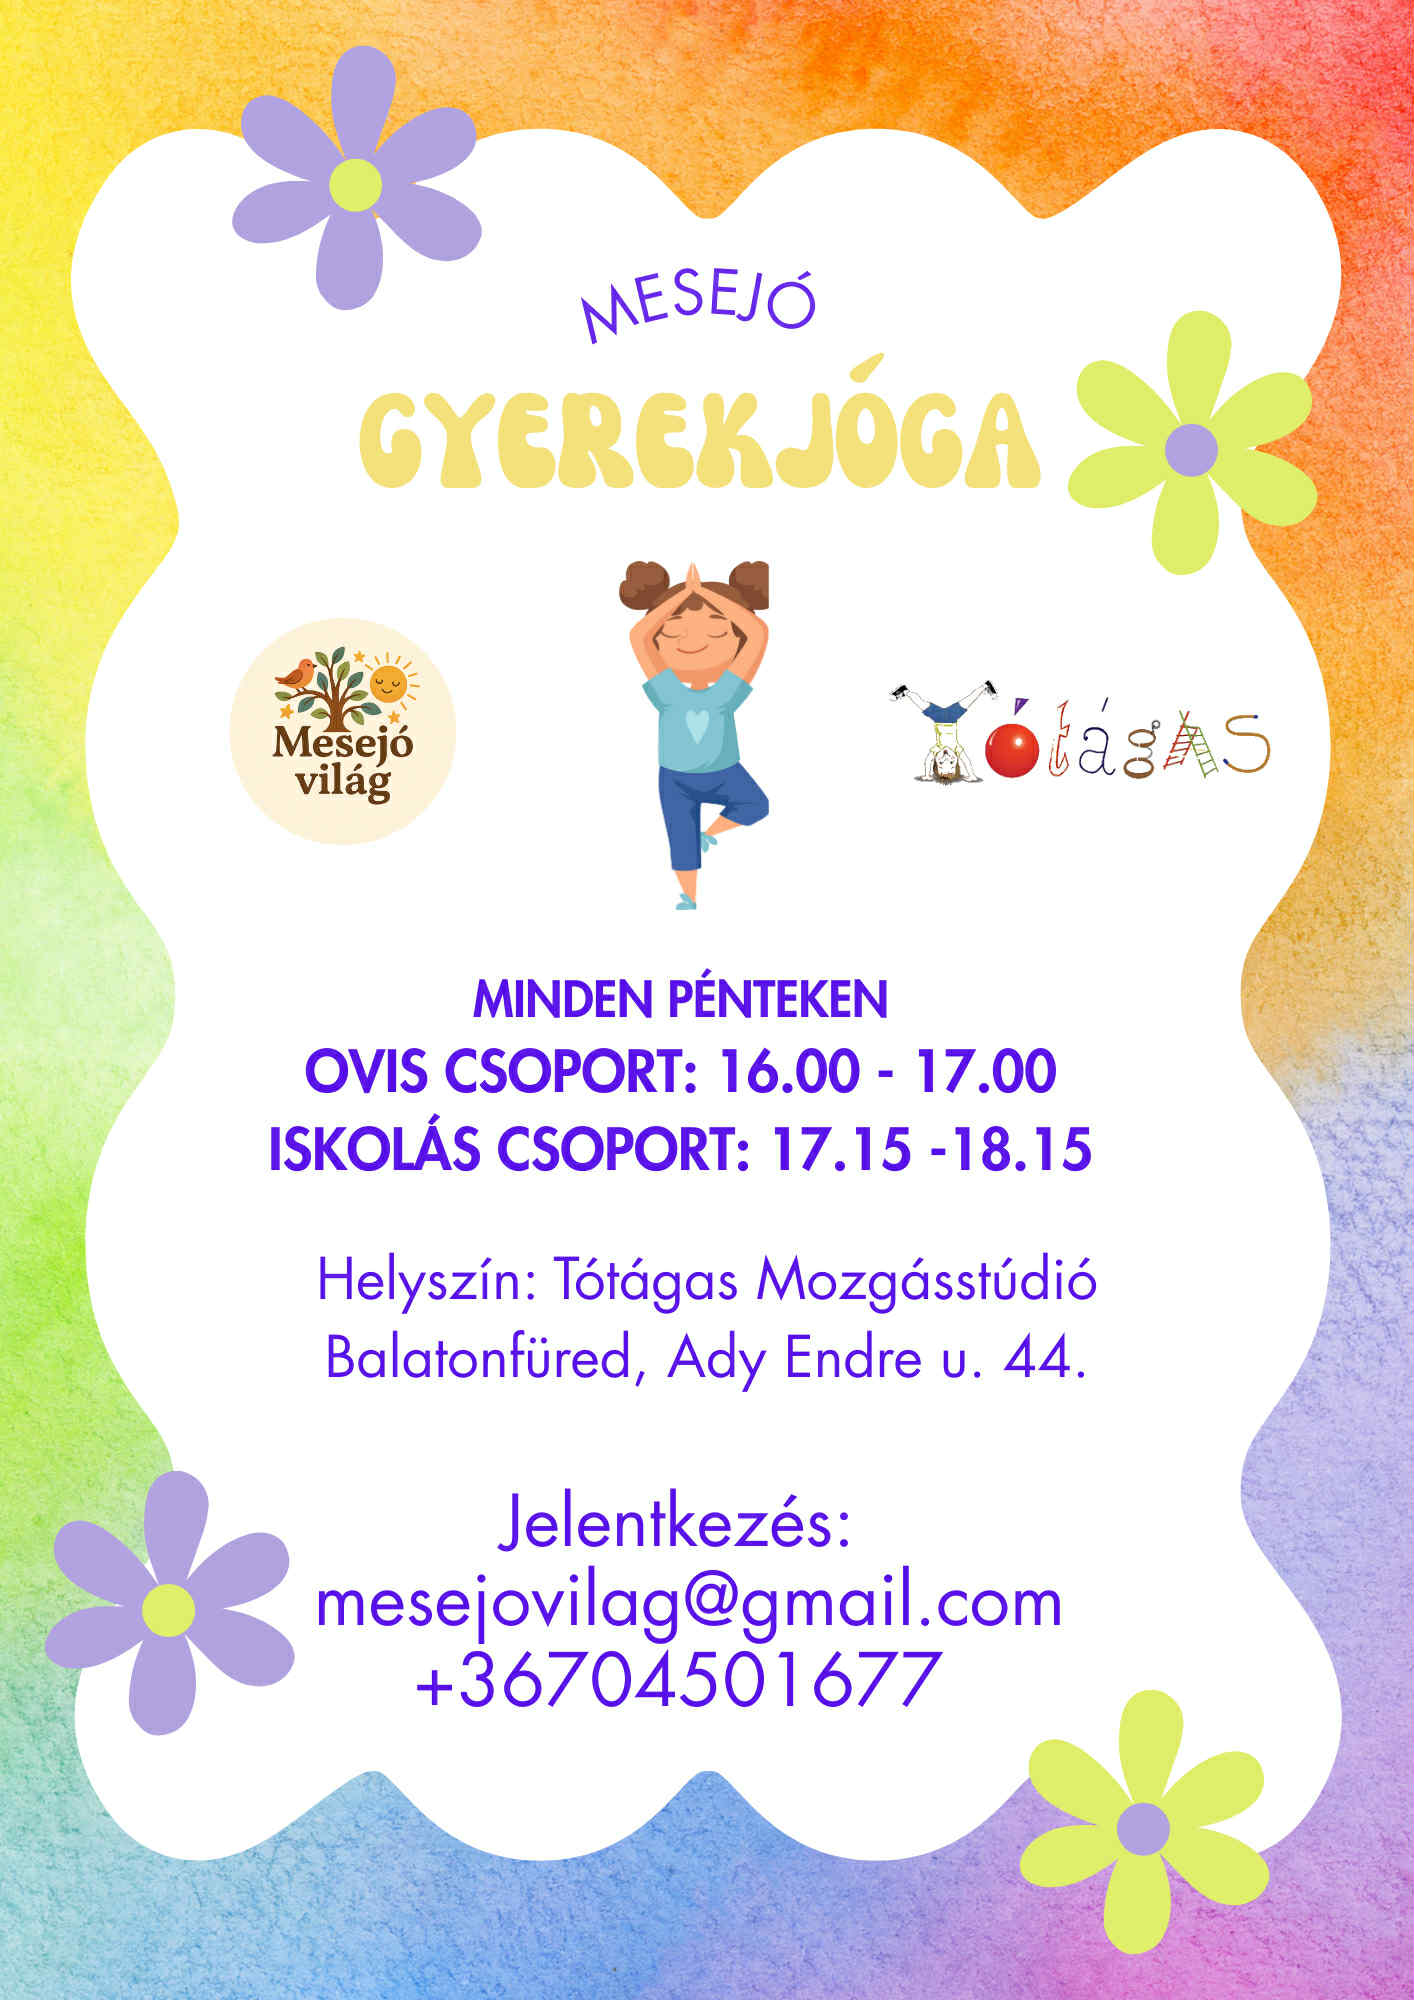 MESEJÓ
GYEREKJÓGA
Mesejó
világ
Tótágas
MINDEN PÉNTEKEN
OVIS CSOPORT: 16.00 - 17.00
ISKOLÁS CSOPORT: 17.15 -18.15
Helyszín: Tótágas Mozgásstúdió
Balatonfüred, Ady Endre u. 44.
Jelentkezés:
mesejovilag@gmail.com
+36704501677